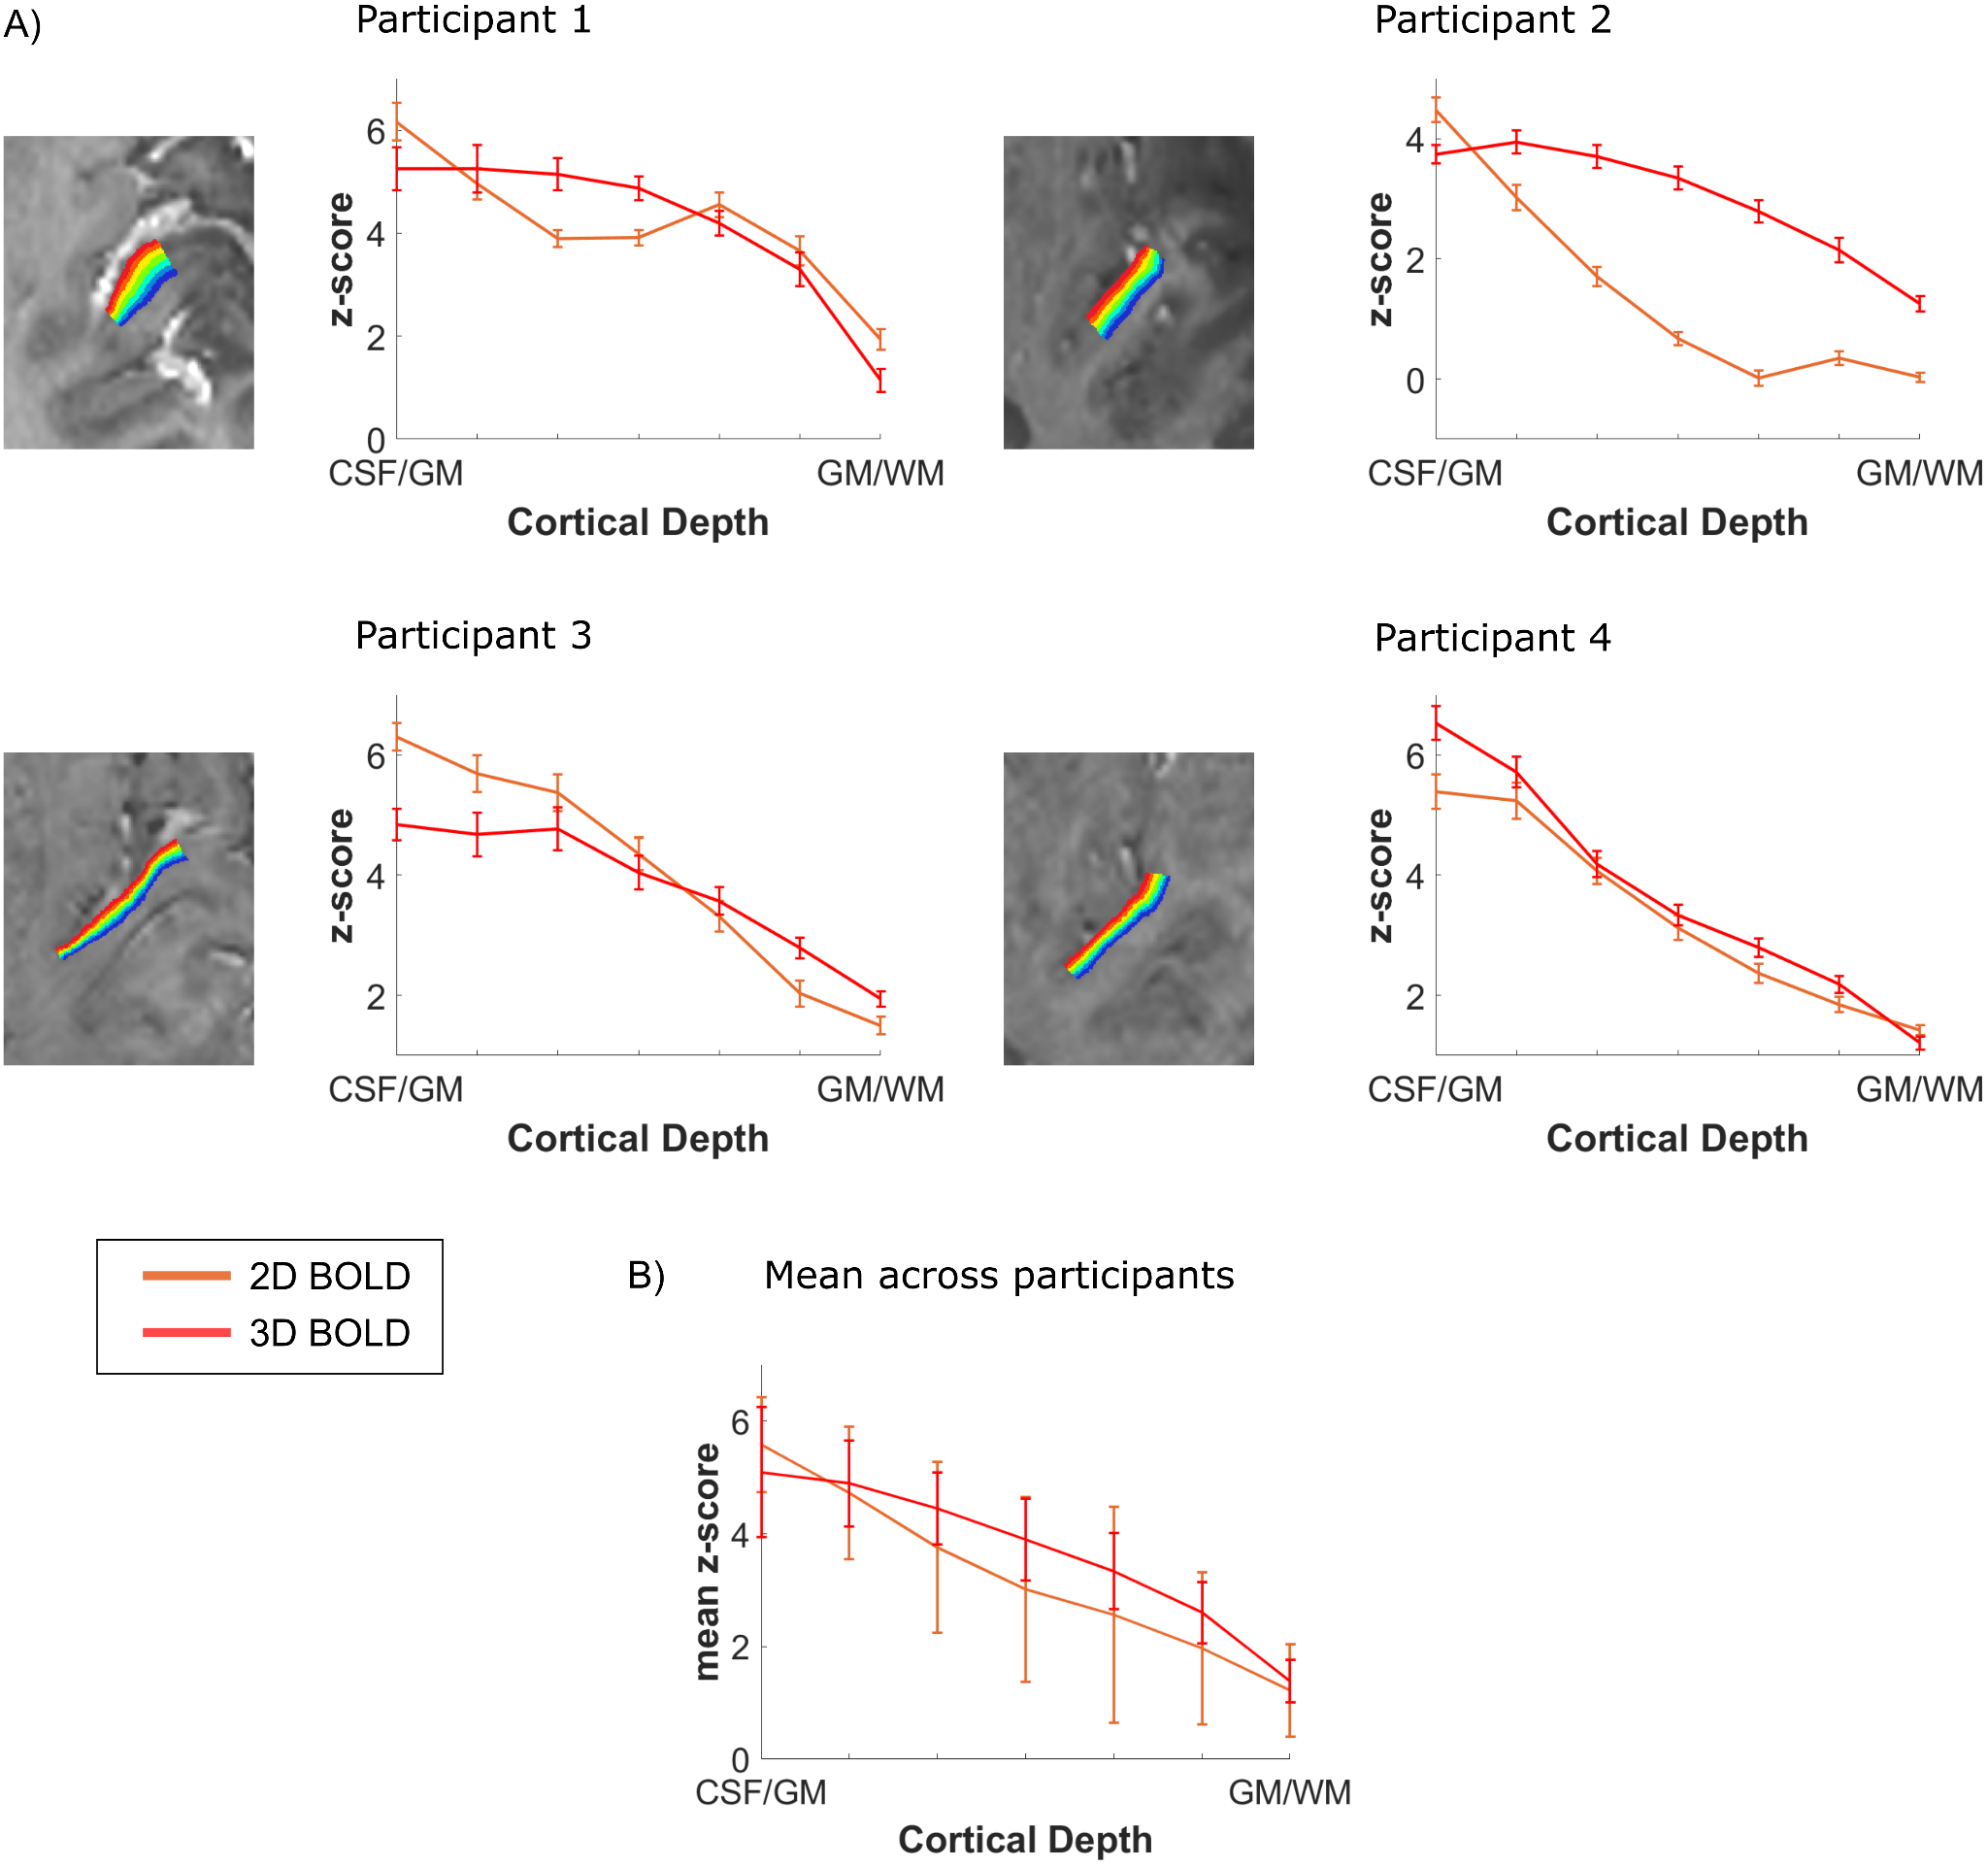 A)
Participant 1
Participant 2
z-score
6
4
2
0
CSF/GM
GM/WM
Cortical Depth
z-score
4
2
0
CSF/GM
GM/WM
Cortical Depth
Participant 3
Participant 4
z-score
6
4
2
CSF/GM
GM/WM
Cortical Depth
z-score
6
4
2
CSF/GM
GM/WM
Cortical Depth
2D BOLD
3D BOLD
B)
Mean across participants
mean z-score
6
4
2
0
CSF/GM
GM/WM
Cortical Depth